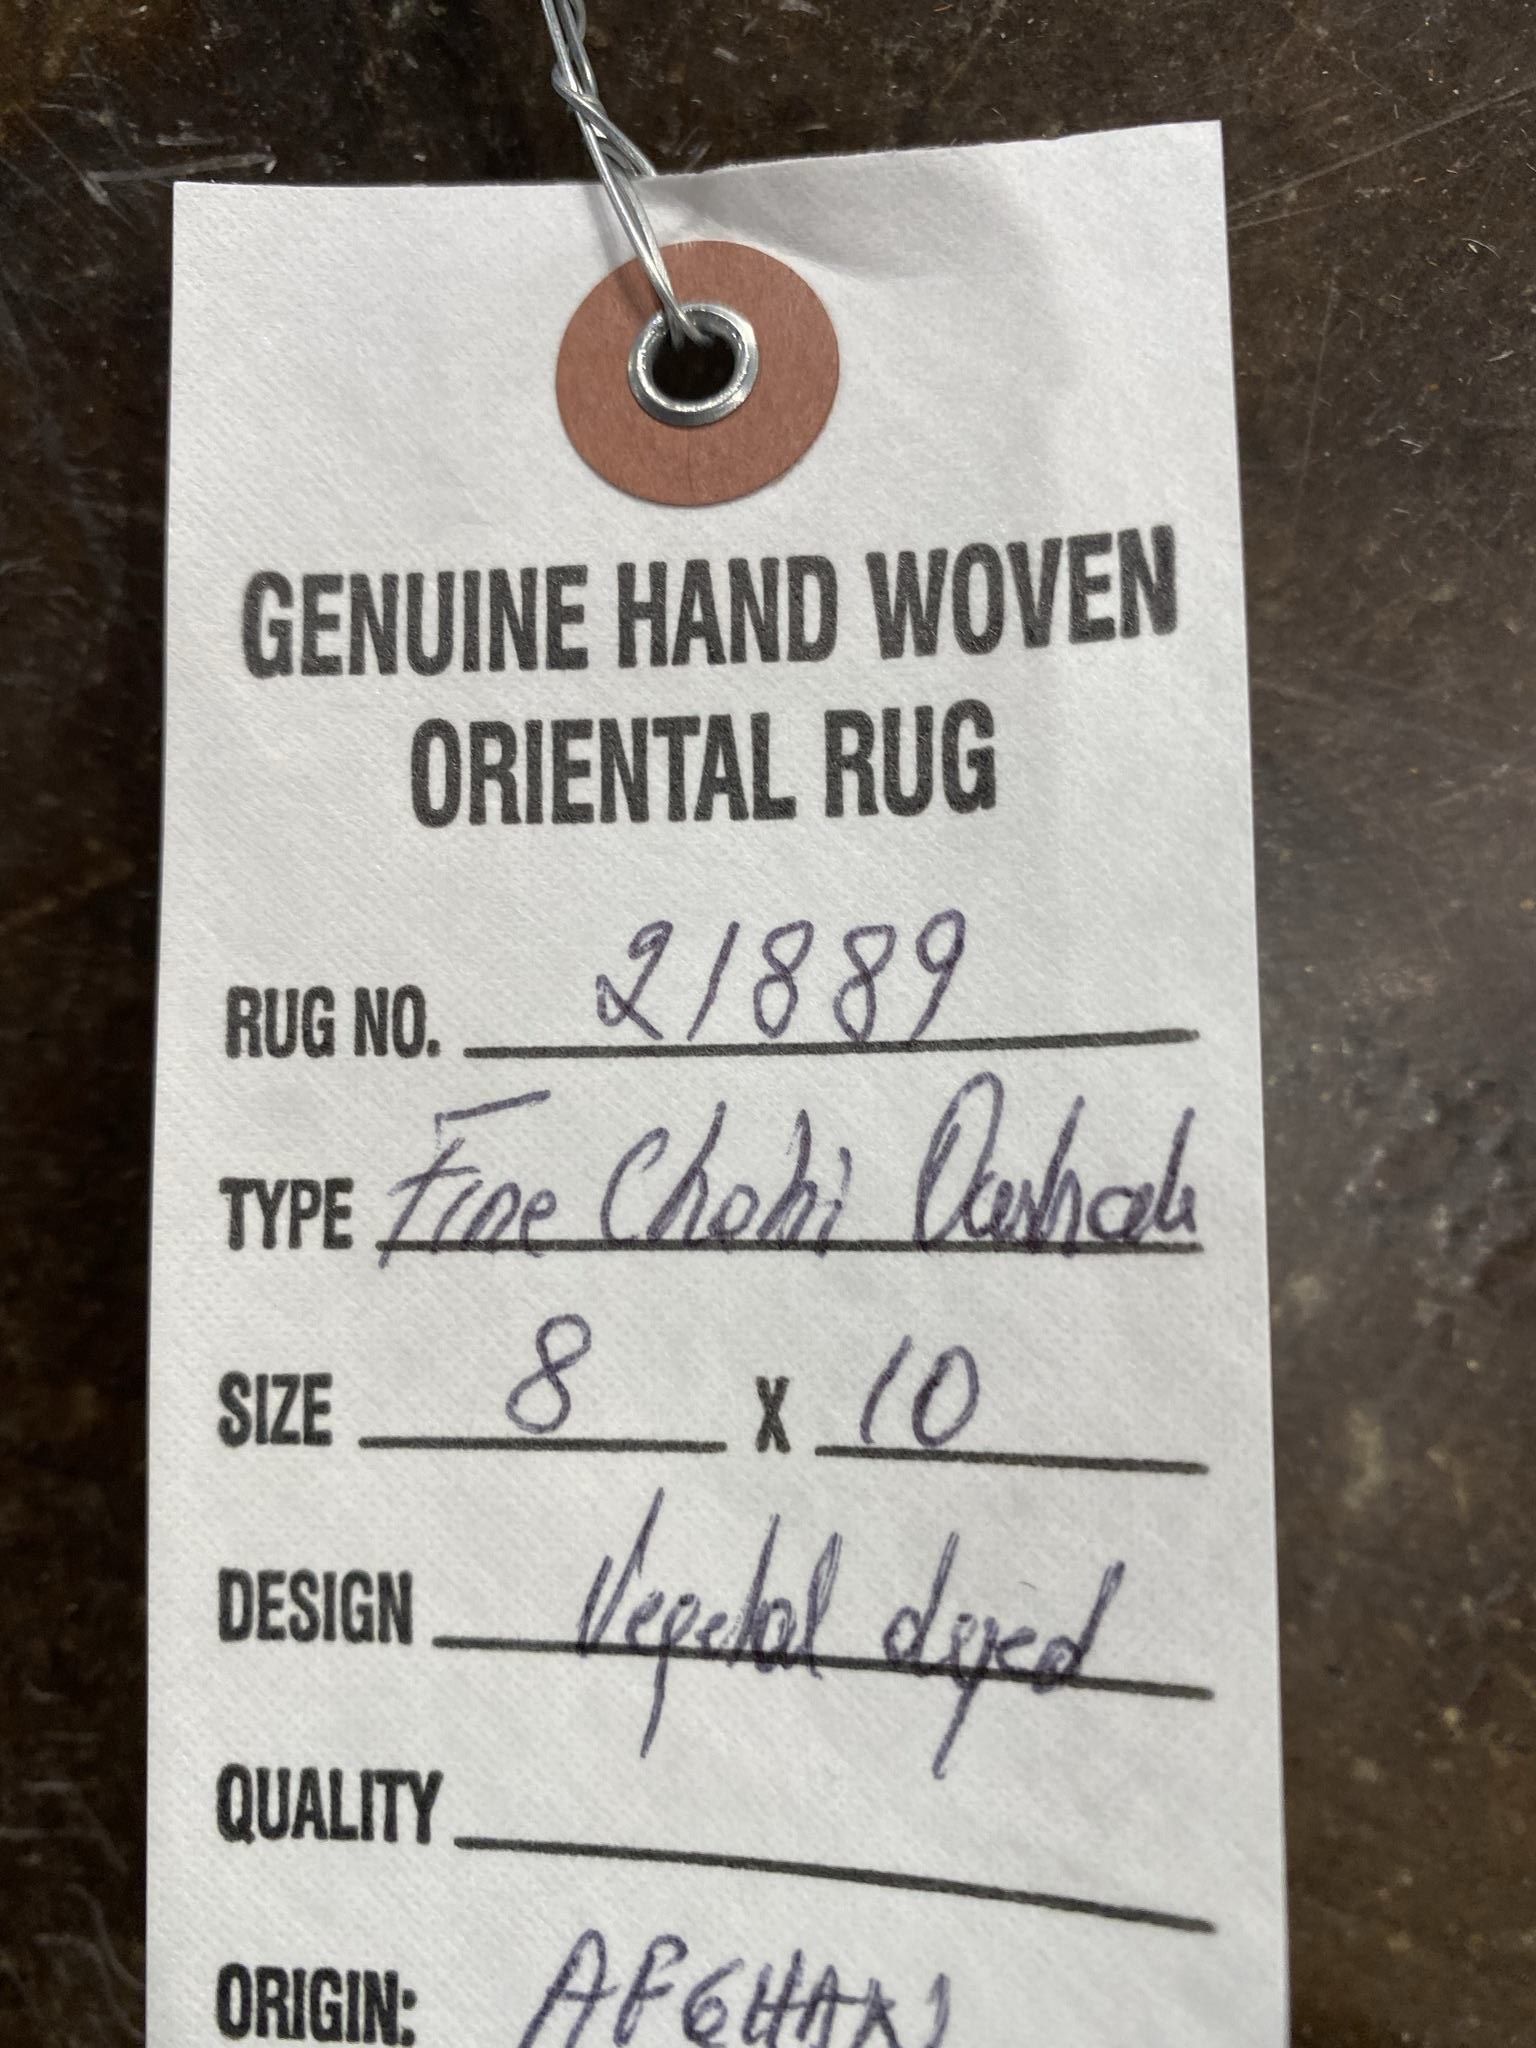 GENUINE HAND WOVEN
ORIENTAL RUG
RUG NO. 21889
TYPE Fine Chobi
SIZE 8 X 10
DESIGN Vegetal dyed
QUALITY
ORIGIN: AFGHAN